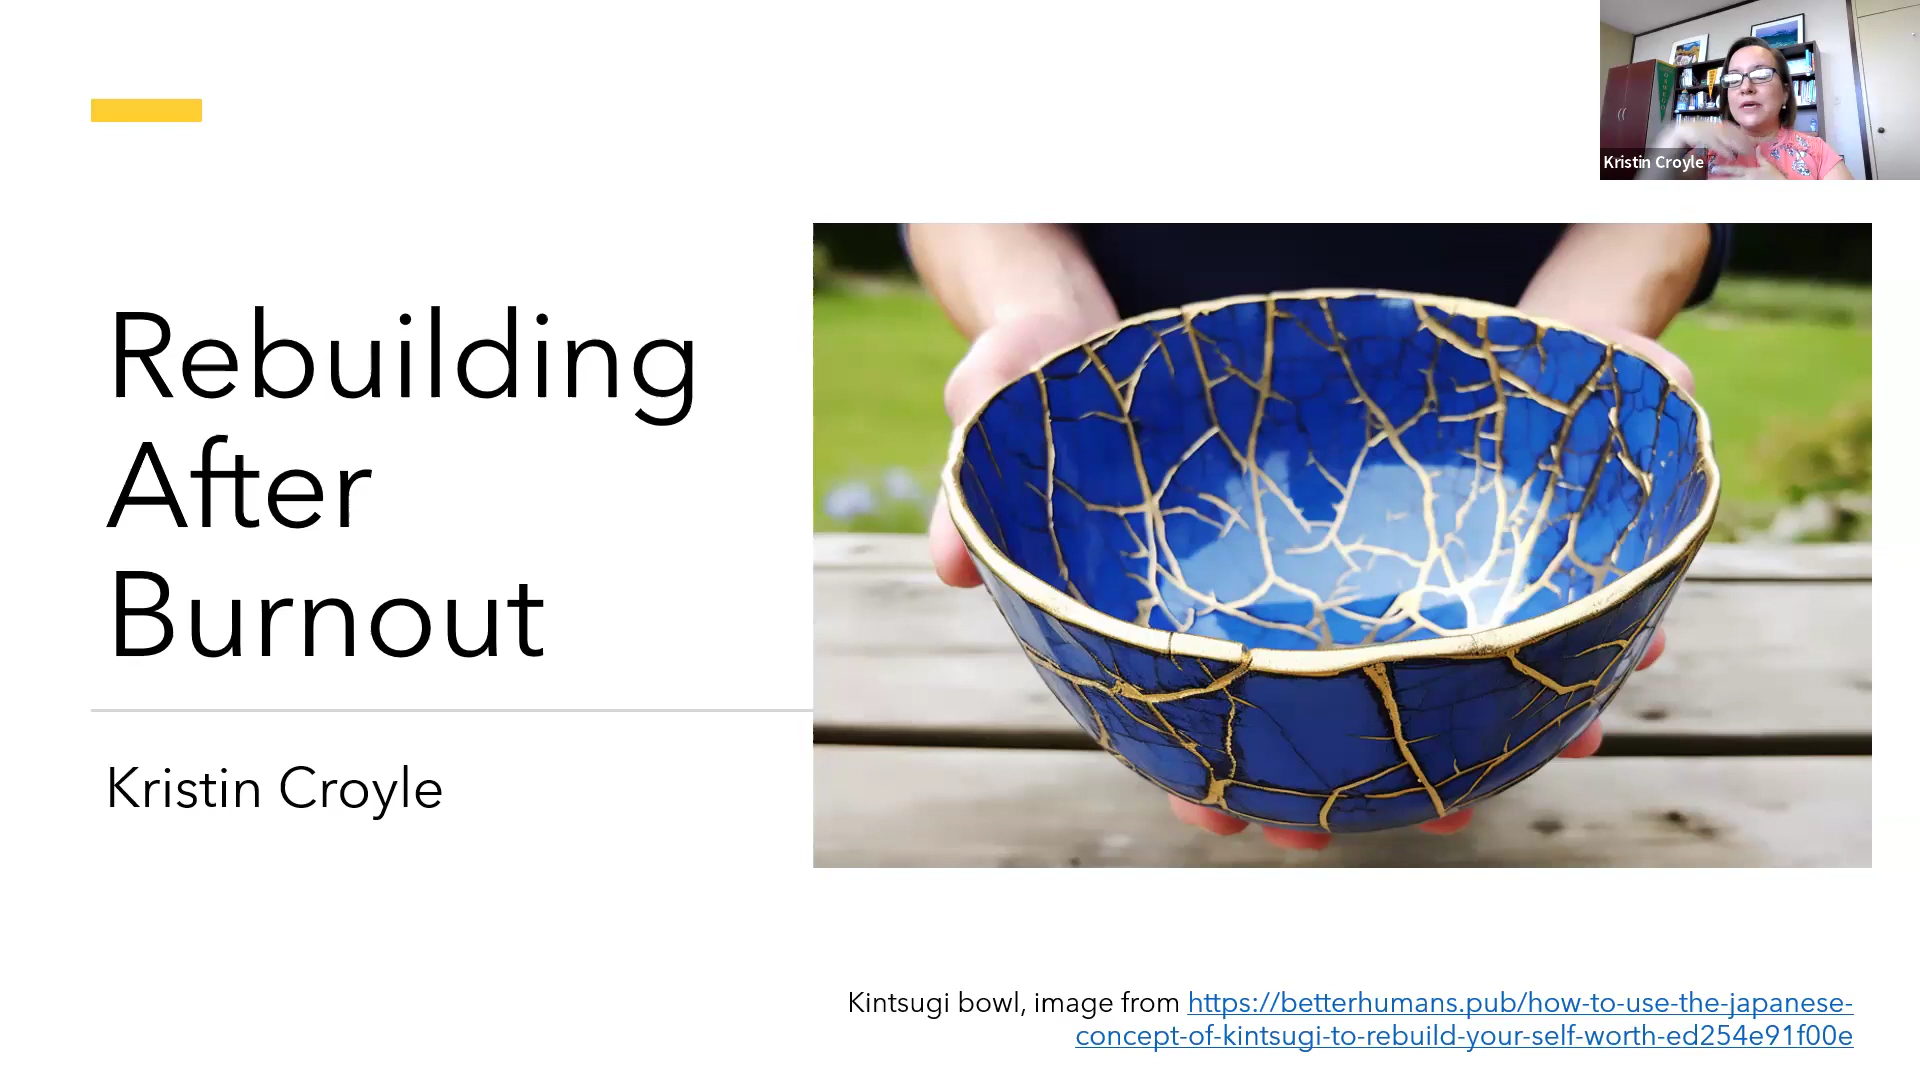 Kristin Croyle
Rebuilding
After
Burnout
Kristin Croyle
Kintsugi bowl, image from https://betterhumans.pub/how-to-use-the-japanese-
concept-of-kintsugi-to-rebuild-your-self-worth-ed254e91f00e